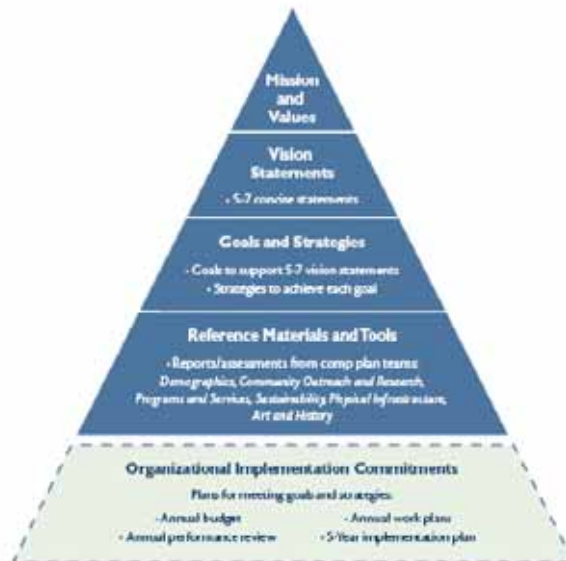 Mission
and
Values
Vision
Statements
• 5-7 concise statements
Goals and Strategies
• Goals to support 5-7 vision statements
• Strategies to achieve each goal
Reference Materials and Tools
• Reports/assessments from comp plan teams:
Demographics, Community Outreach and Research,
Programs and Services, Sustainability, Physical Infrastructure,
Art and History
Organizational Implementation Commitments
Plans for meeting goals and strategies:
• Annual budget • Annual work plans
• Annual performance review • 5-Year implementation plan